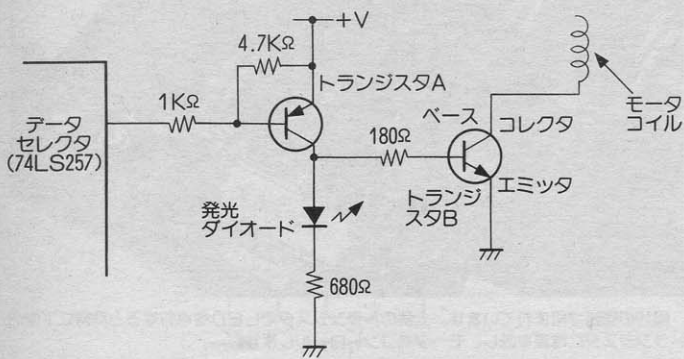 +V
4.7KΩ
トランジスタA
1KΩ
データ
セレクタ
(74LS257)
ベース
コレクタ
モータ
コイル
180Ω
エミッタ
トランジ
スタB
発光
ダイオード
680Ω